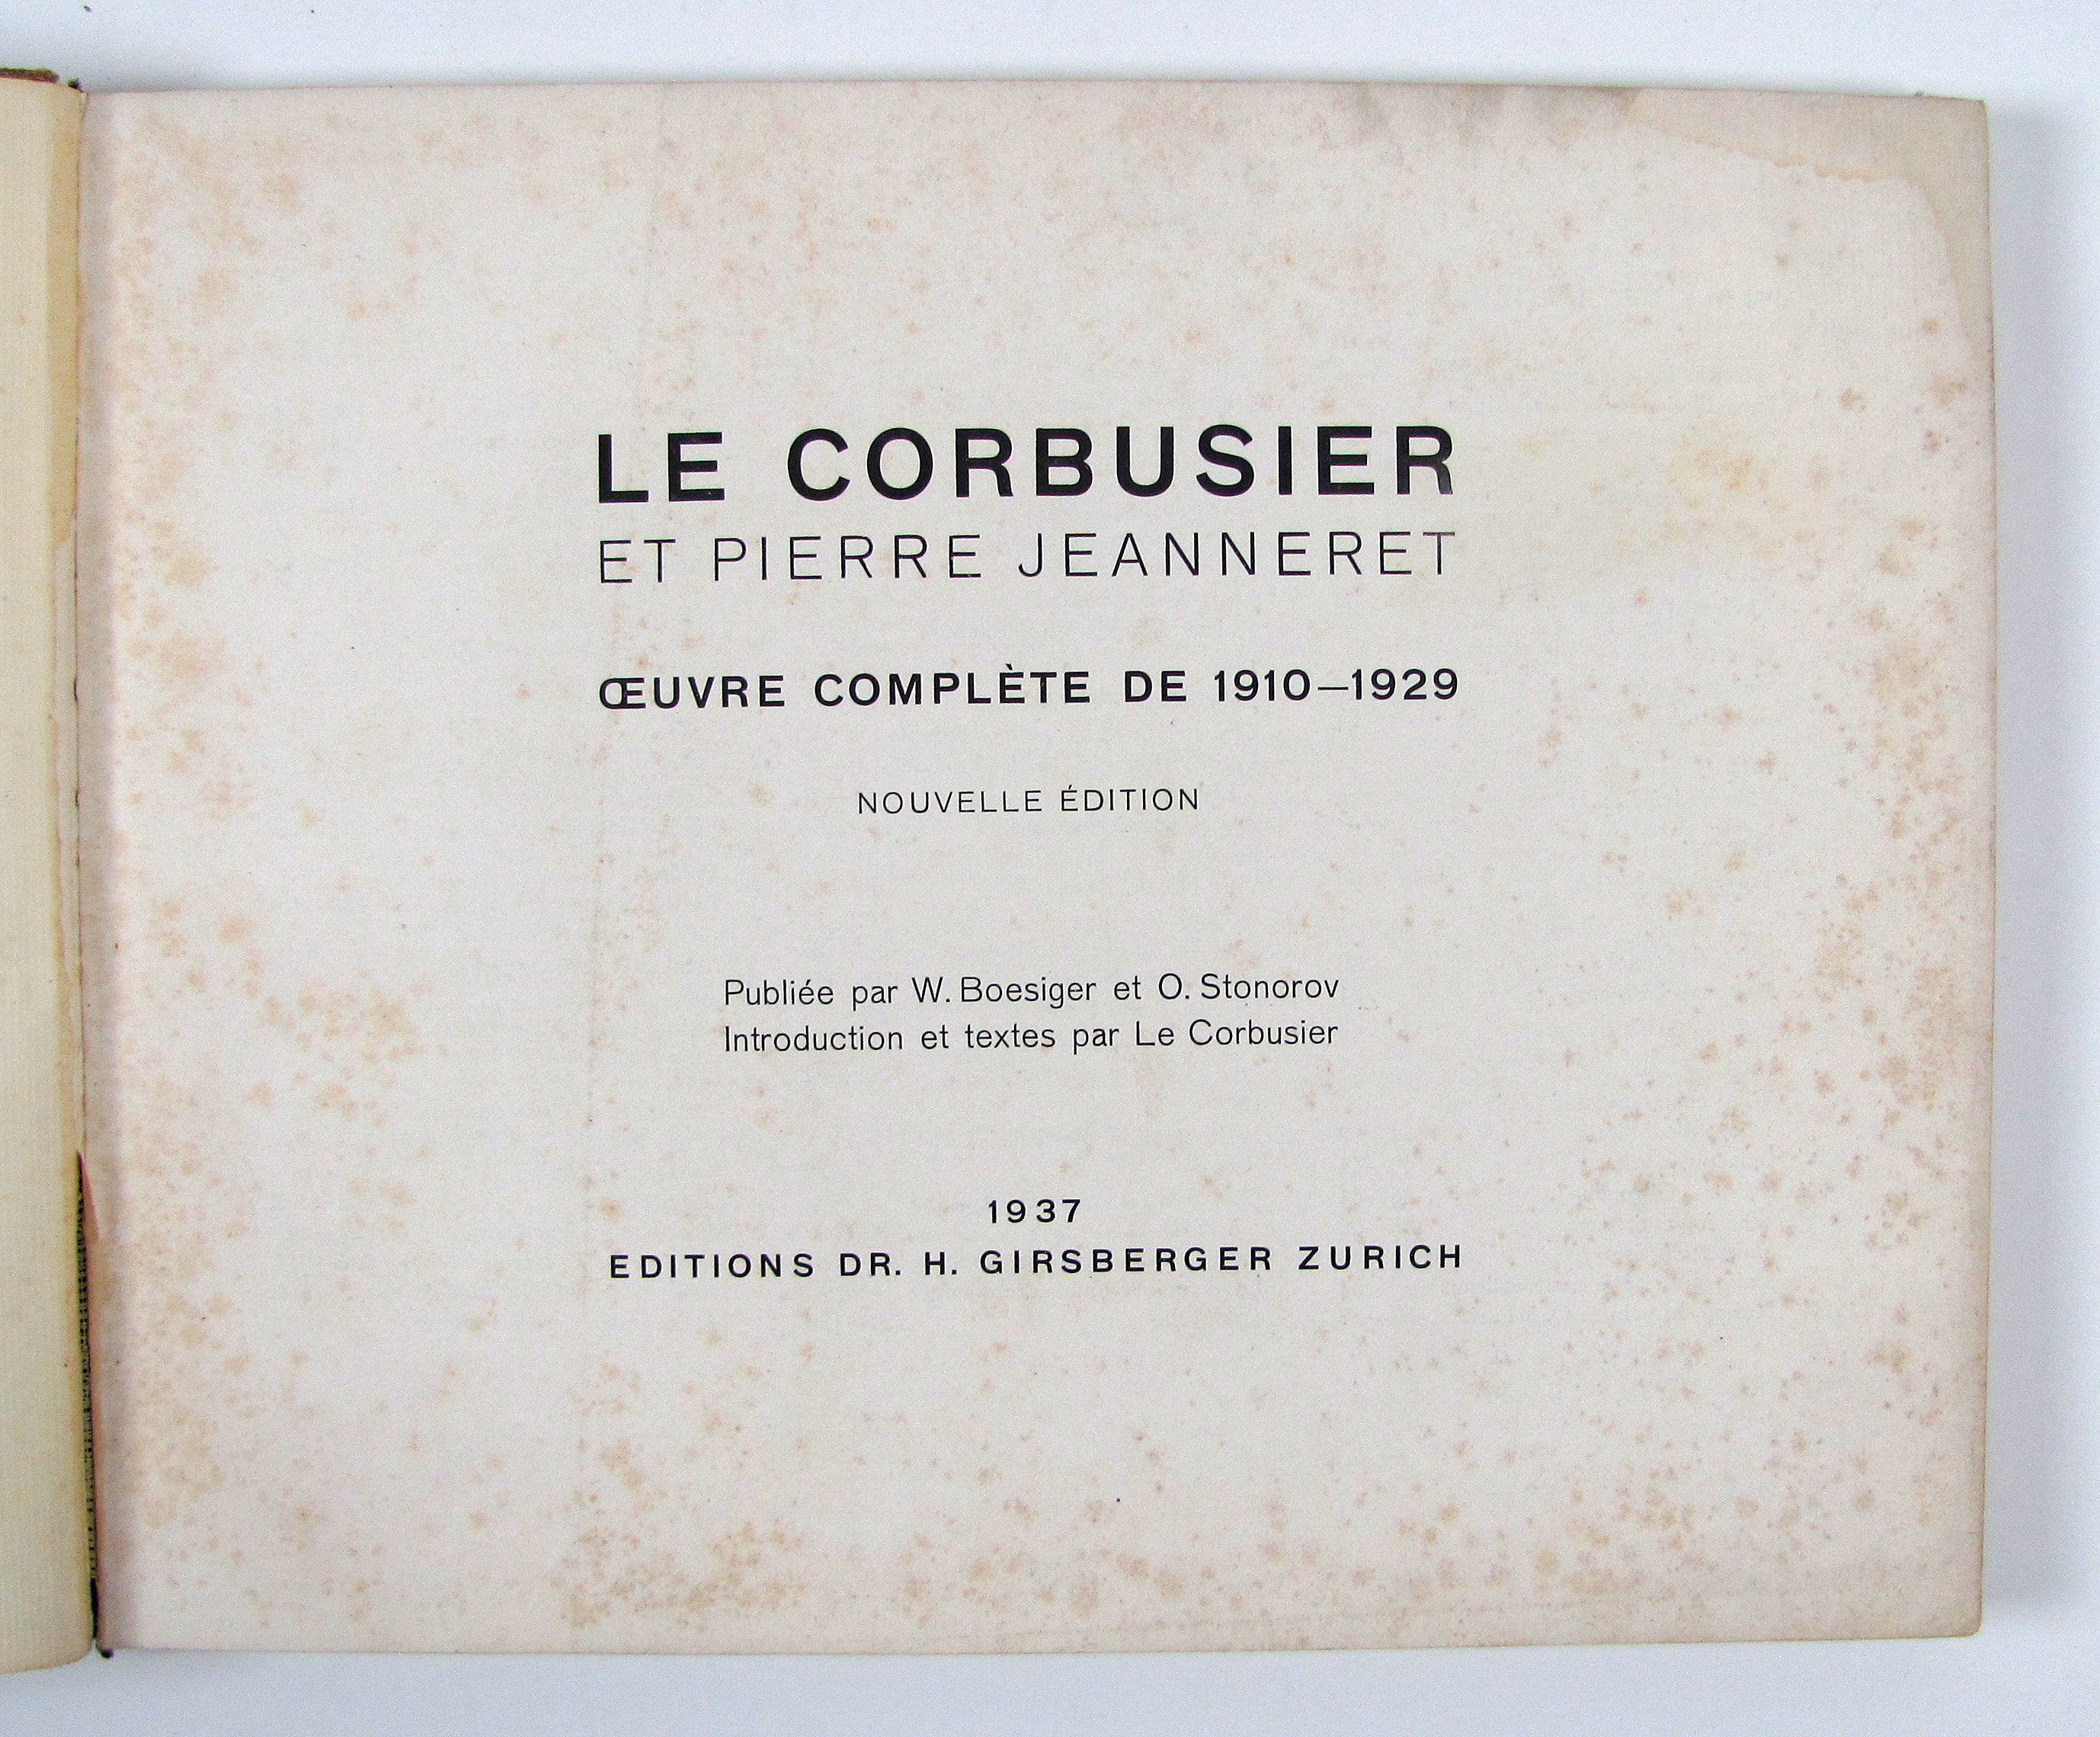 LE CORBUSIER
ET PIERRE JEANNERET
ŒUVRE COMPLÈTE DE 1910—1929
NOUVELLE ÉDITION
Publiée par W. Boesiger et O. Stonorov
Introduction et textes par Le Corbusier
1937
EDITIONS DR. H. GIRSBERGER ZURICH